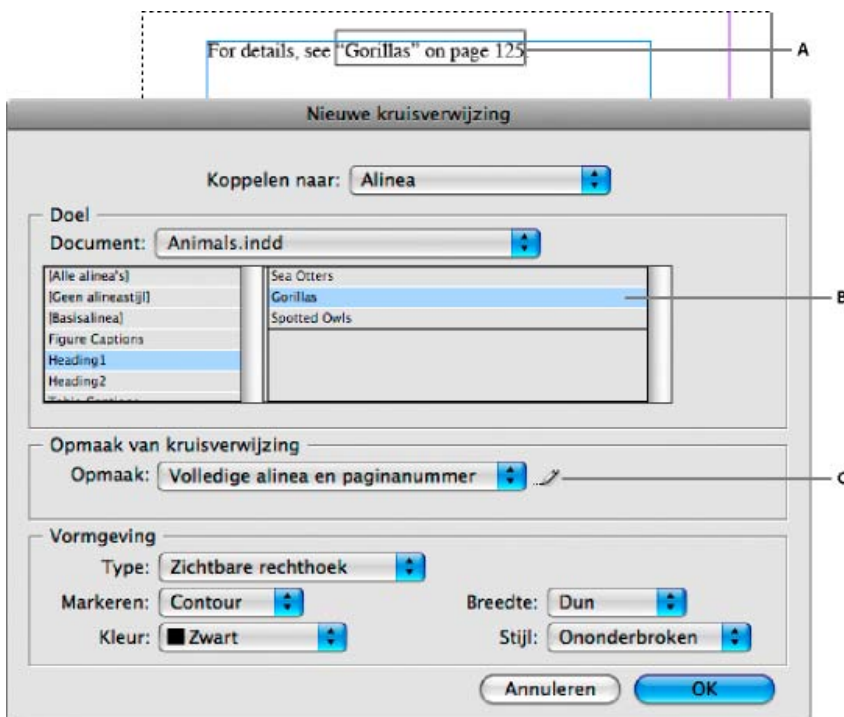 For details, see “Gorillas” on page 125.
A
Nieuwe kruisverwijzing
Koppelen naar: Alinea
Doel
Document: Animals.indd
[Alle alinea's]
[Geen alineastijl]
[Basisalinea]
Figure Captions
Heading1
Heading2
Table Captions
Sea Otters
Gorillas
Spotted Owls
B
Opmaak van kruisverwijzing
Opmaak: Volledige alinea en paginanummer
C
Vormgeving
Type: Zichtbare rechthoek
Markeren: Contour
Breedte: Dun
Kleur: Zwart
Stijl: Ononderbroken
Annuleren
OK